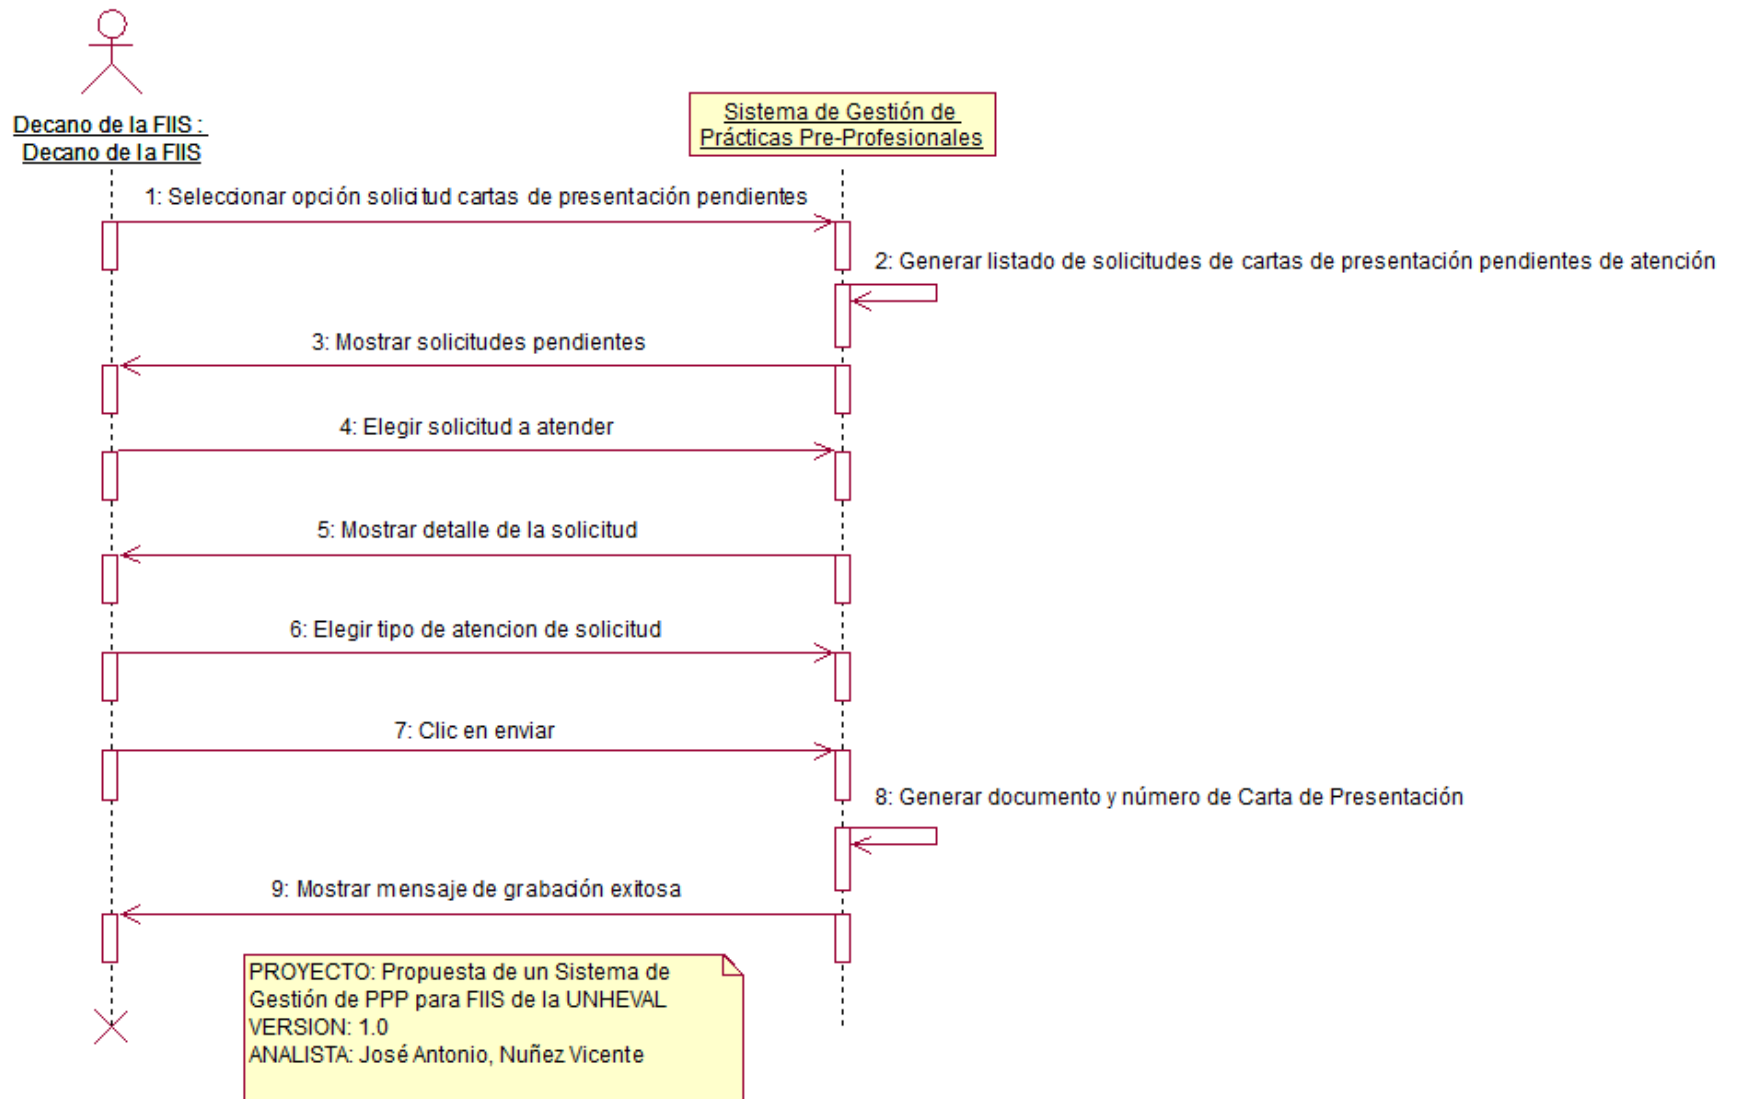 Decano de la FIIS :
Decano de la FIIS
Sistema de Gestión de
Prácticas Pre-Profesionales
1: Seleccionar opción solicitud cartas de presentación pendientes
2: Generar listado de solicitudes de cartas de presentación pendientes de atención
3: Mostrar solicitudes pendientes
4: Elegir solicitud a atender
5: Mostrar detalle de la solicitud
6: Elegir tipo de atencion de solicitud
7: Clic en enviar
8: Generar documento y número de Carta de Presentación
9: Mostrar mensaje de grabación exitosa
PROYECTO: Propuesta de un Sistema de
Gestión de PPP para FIIS de la UNHEVAL
VERSION: 1.0
ANALISTA: José Antonio, Nuñez Vicente